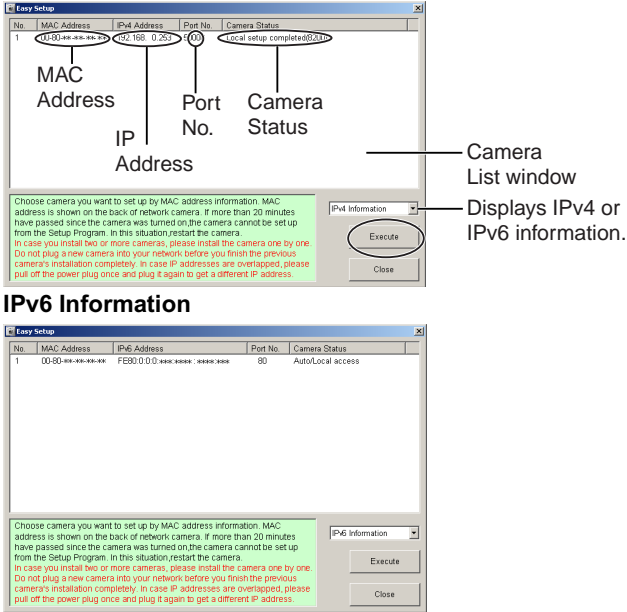 Easy Setup
No. MAC Address IPv4 Address Port No. Camera Status
1 00-80-**-**-**-** 192.168. 0.253 Local setup completed
MAC Address
IP Address
Port No.
Camera Status
Camera List window
Choose camera you want to set up by MAC address information. MAC
address is shown on the back of network camera. If more than 20 minutes
have passed since the camera was turned on,the camera cannot be set up
from the Setup Program. In this situation,restart the camera.
In case you install two or more cameras, please install the camera one by one.
Do not plug a new camera into your network before you finish the previous
camera's installation completely. In case IP addresses are overlapped, please
pull off the power plug once and plug it again to get a different IP address.
IPv4 Information
Displays IPv4 or
IPv6 information.
Execute
Close
IPv6 Information
Easy Setup
No. MAC Address IPv6 Address Port No. Camera Status
1 00-80-**-**-**-** FE80:0:0:0:***:****:****:*** 80 Auto/Local access
Choose camera you want to set up by MAC address information. MAC
address is shown on the back of network camera. If more than 20 minutes
have passed since the camera was turned on,the camera cannot be set up
from the Setup Program. In this situation,restart the camera.
In case you install two or more cameras, please install the camera one by one.
Do not plug a new camera into your network before you finish the previous
camera's installation completely. In case IP addresses are overlapped, please
pull off the power plug once and plug it again to get a different IP address.
IPv6 Information
Execute
Close